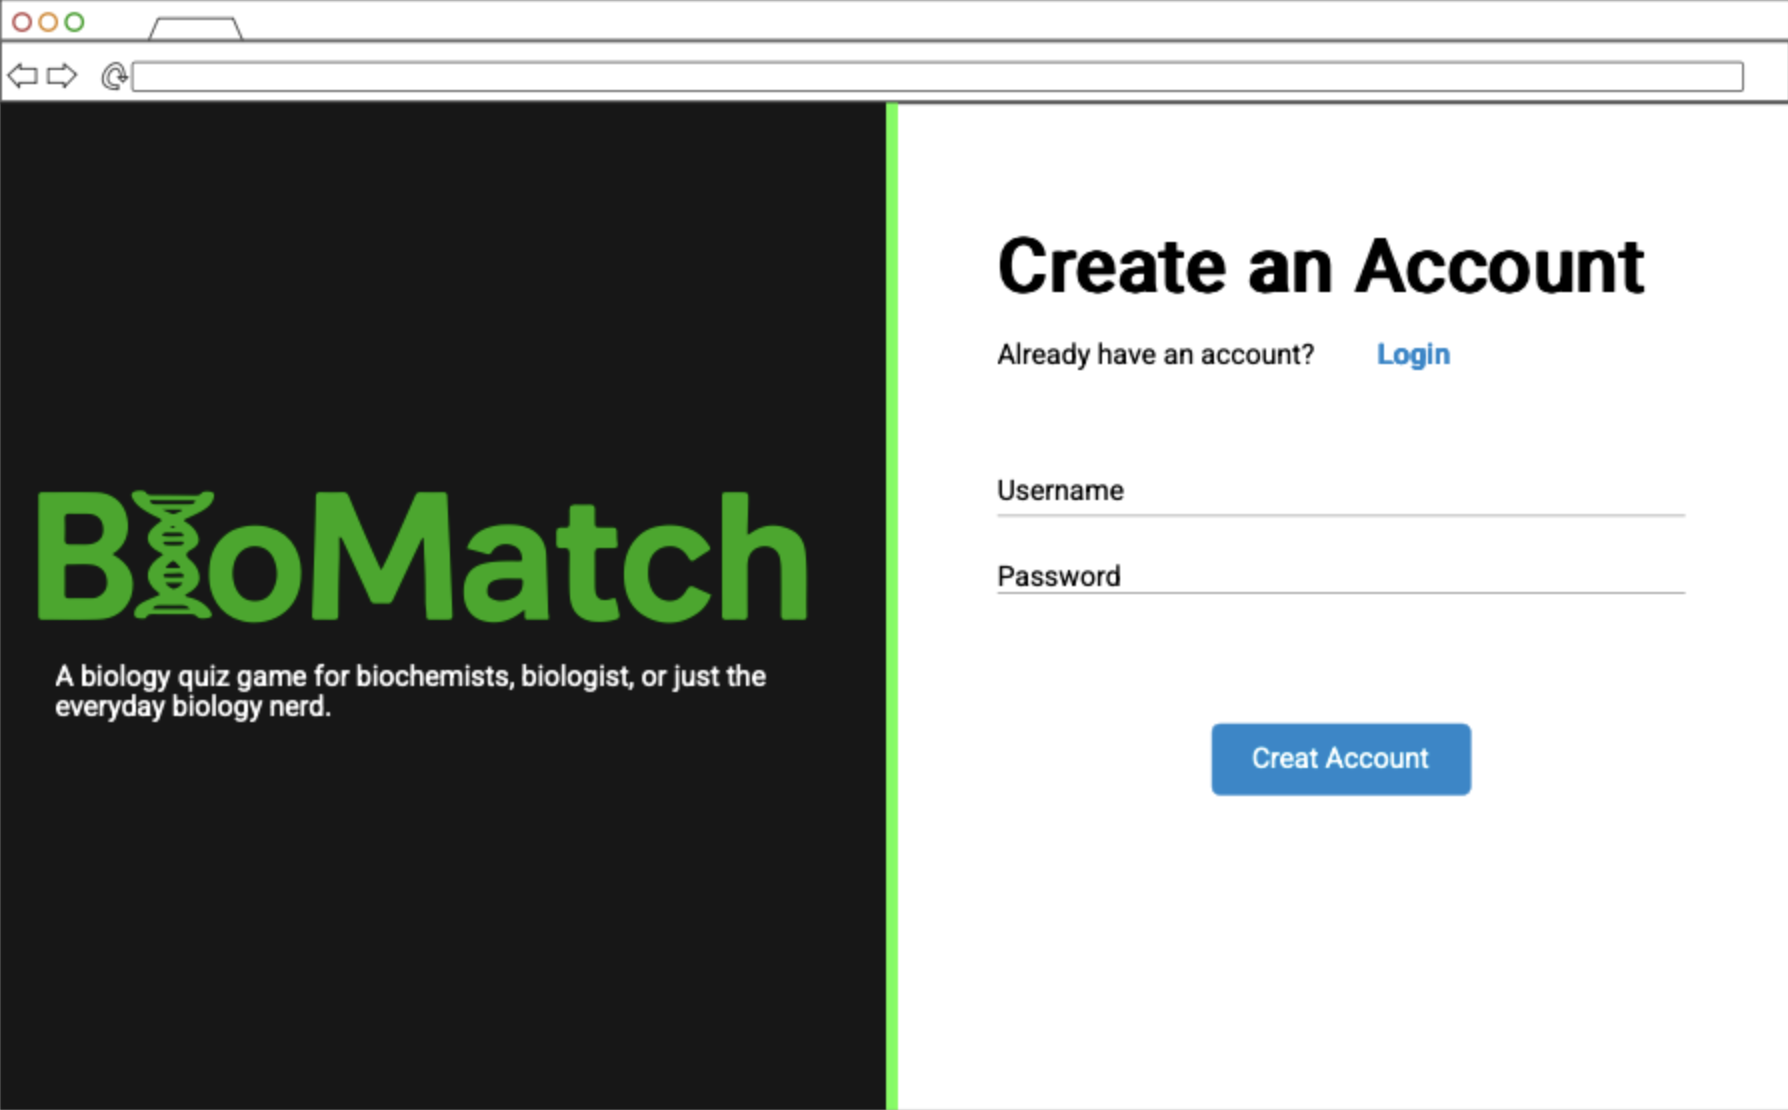 BioMatch
A biology quiz game for biochemists, biologist, or just the
everyday biology nerd.
Create an Account
Already have an account? Login
Username
Password
Creat Account